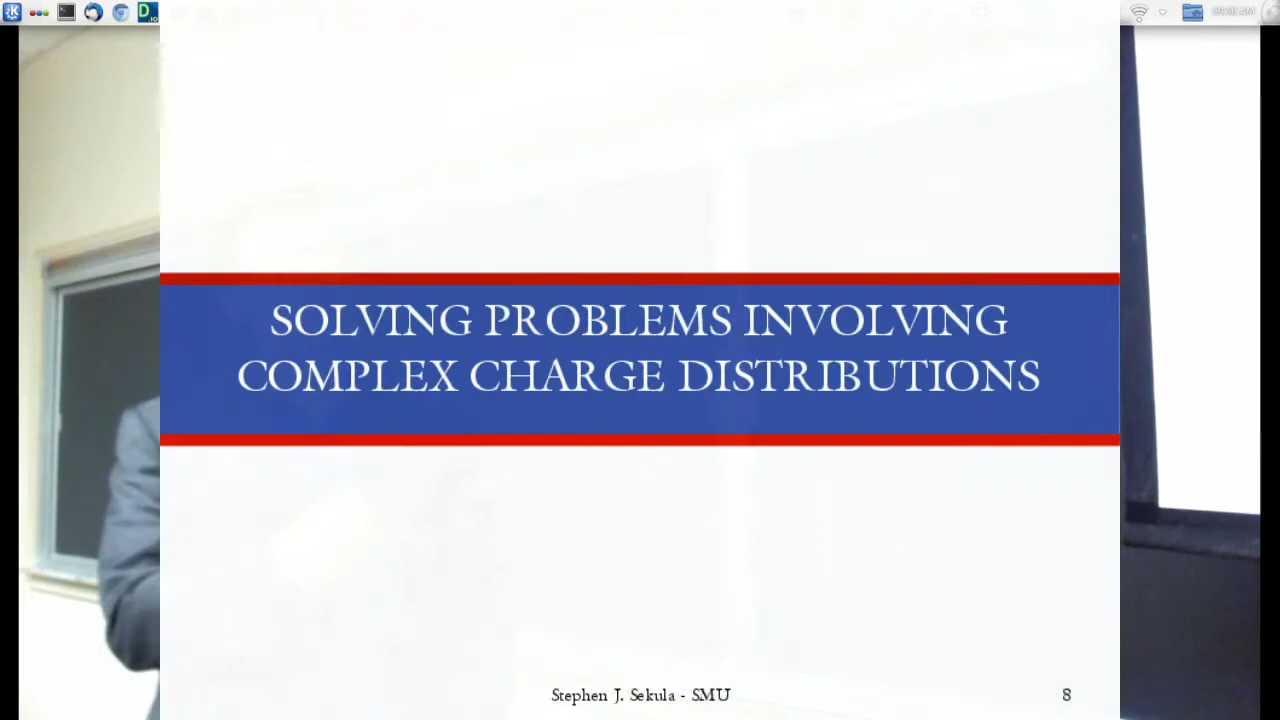 SOLVING PROBLEMS INVOLVING
COMPLEX CHARGE DISTRIBUTIONS
Stephen J. Sekula - SMU
8